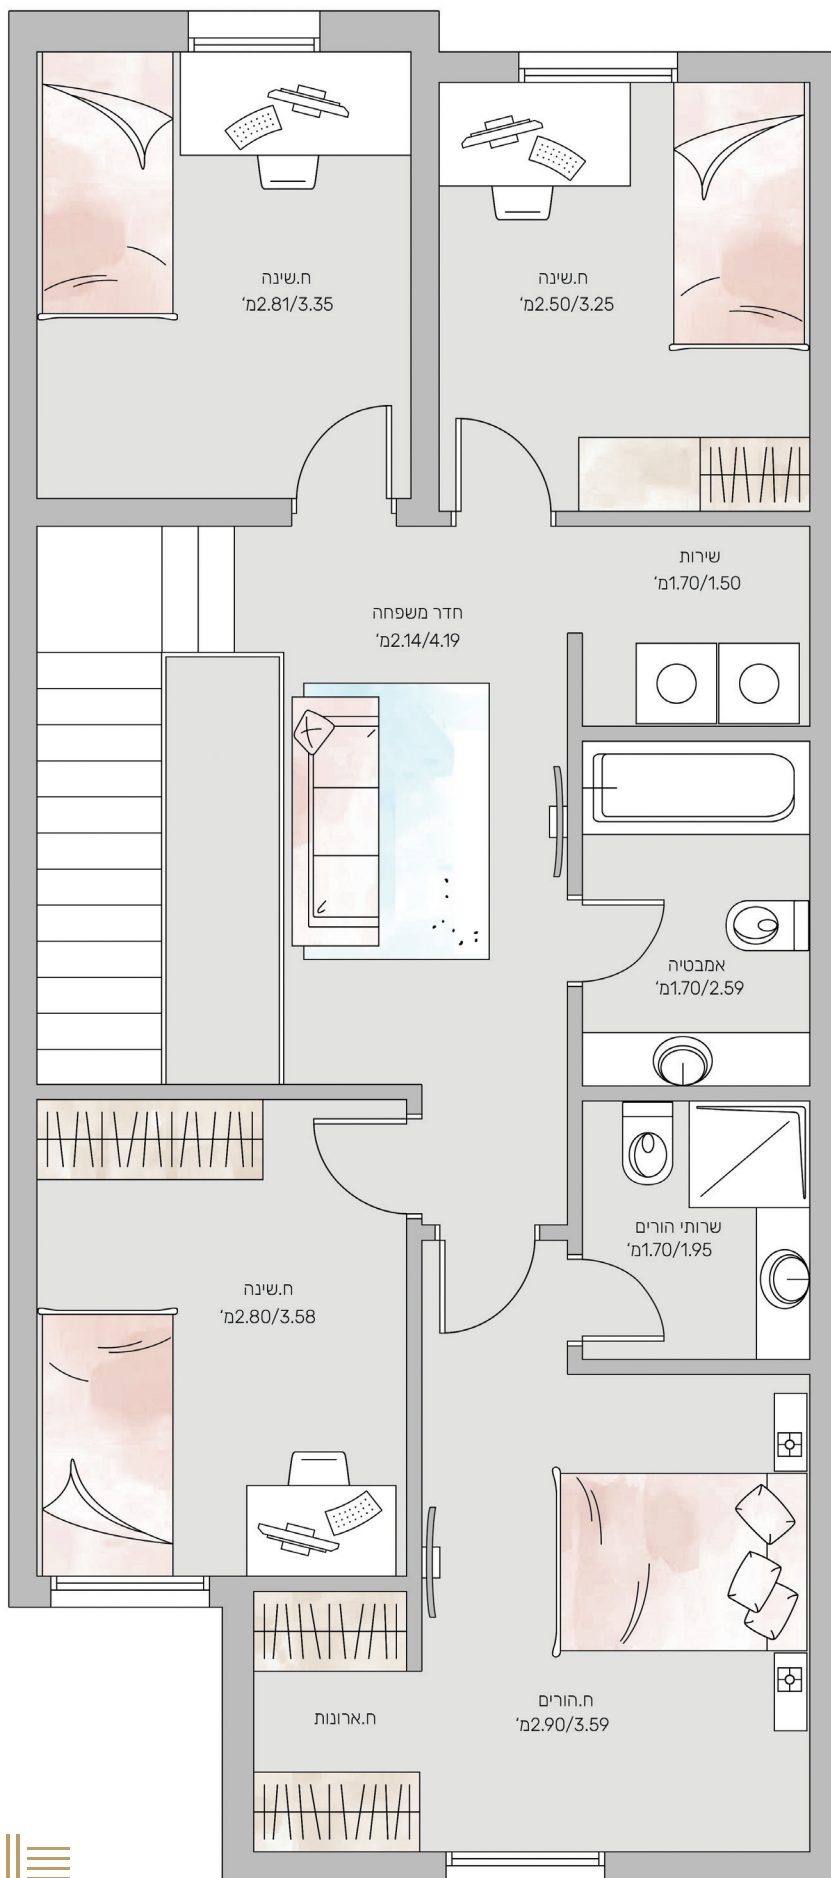 ח.שינה
2.81/3.35מ'
ח.שינה
2.50/3.25מ'
שירות
1.70/1.50מ'
חדר משפחה
2.14/4.19מ'
אמבטיה
1.70/2.59מ'
שרותי הורים
1.70/1.95מ'
ח.שינה
2.80/3.58מ'
ח.הורים
2.90/3.59מ'
ח.ארונות